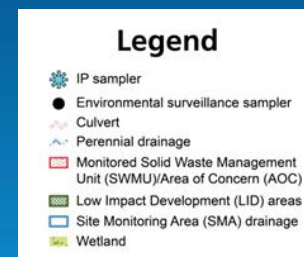 Legend
IP sampler
Environmental surveillance sampler
Culvert
Perennial drainage
Monitored Solid Waste Management
Unit (SWMU)/Area of Concern (AOC)
Low Impact Development (LID) areas
Site Monitoring Area (SMA) drainage
Wetland